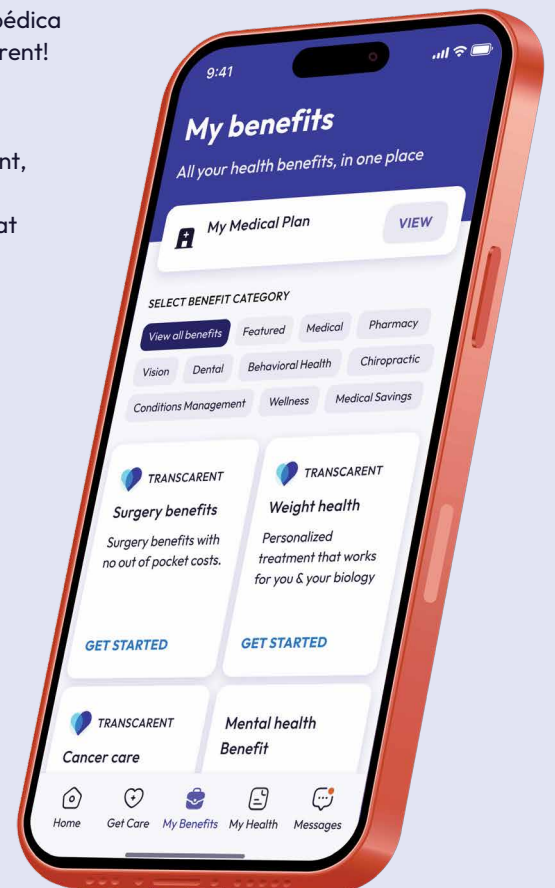 pédica
rent!
nt,
at
9:41
My benefits
All your health benefits, in one place
My Medical Plan
VIEW
SELECT BENEFIT CATEGORY
View all benefits Featured Medical Pharmacy
Vision Dental Behavioral Health Chiropractic
Conditions Management Wellness Medical Savings
TRANSCARENT
Surgery benefits
Surgery benefits with
no out of pocket costs.
GET STARTED
TRANSCARENT
Weight health
Personalized
treatment that works
for you & your biology
GET STARTED
TRANSCARENT
Cancer care
Mental health
Benefit
Home Get Care My Benefits My Health Messages